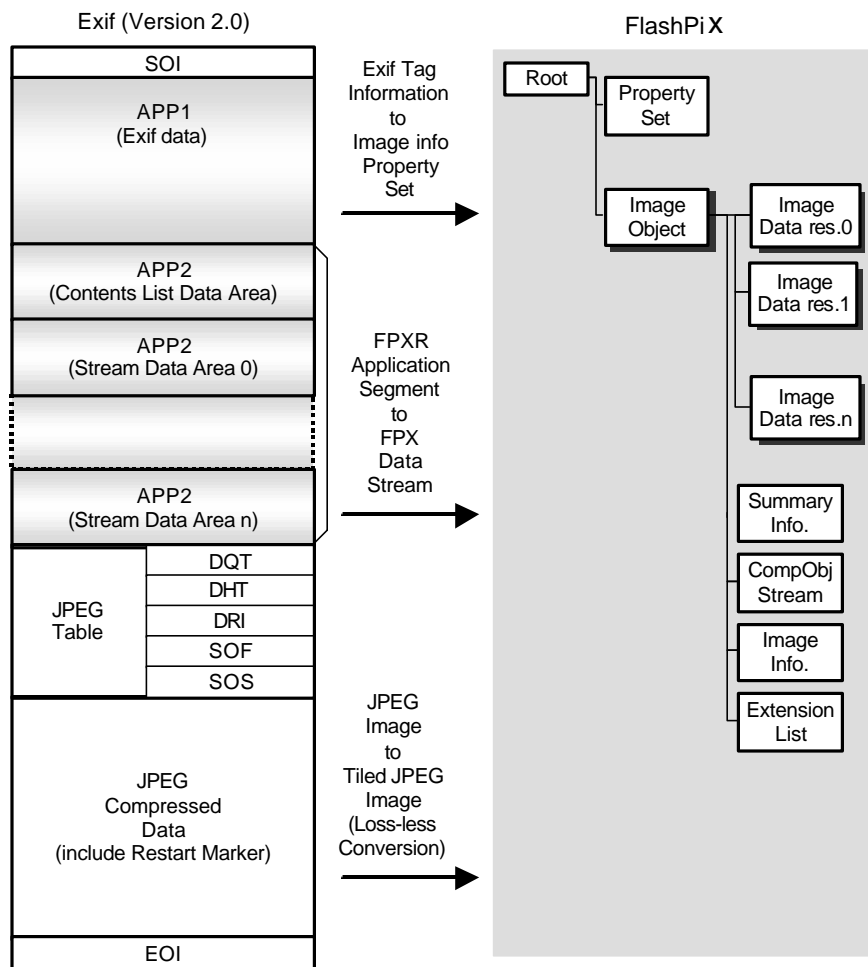 Exif (Version 2.0)
SOI
APP1
(Exif data)
APP2
(Contents List Data Area)
APP2
(Stream Data Area 0)
APP2
(Stream Data Area n)
JPEG
Table
DQT
DHT
DRI
SOF
SOS
JPEG
Compressed
Data
(include Restart Marker)
EOI
Exif Tag
Information
to
Image info
Property
Set
FPXR
Application
Segment
to
FPX
Data
Stream
JPEG
Image
to
Tiled JPEG
Image
(Loss-less
Conversion)
FlashPiX
Root
Property
Set
Image
Object
Image
Data res.0
Image
Data res.1
Image
Data res.n
Summary
Info.
CompObj
Stream
Image
Info.
Extension
List